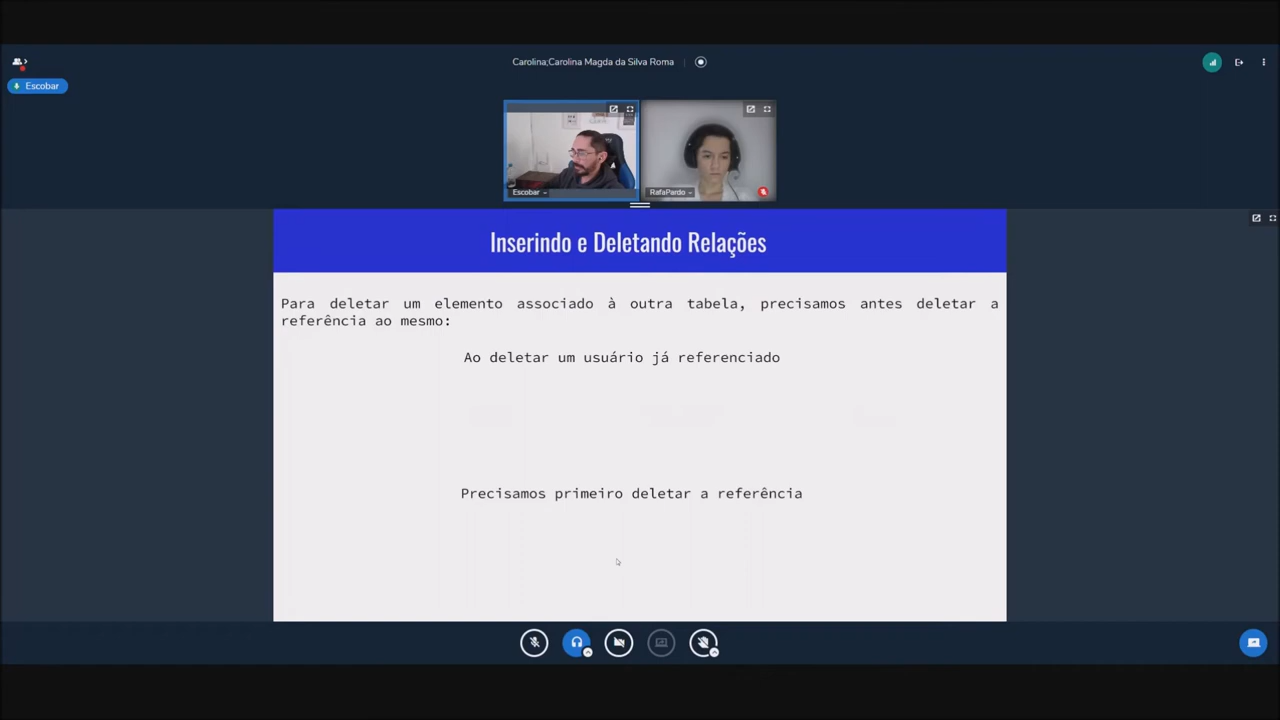 Carolina;Carolina Magda da Silva Roma
Escobar
Escobar
RafaPardo
Inserindo e Deletando Relações
Para deletar um elemento associado à outra tabela, precisamos antes deletar a
referência ao mesmo:
Ao deletar um usuário já referenciado
Precisamos primeiro deletar a referência